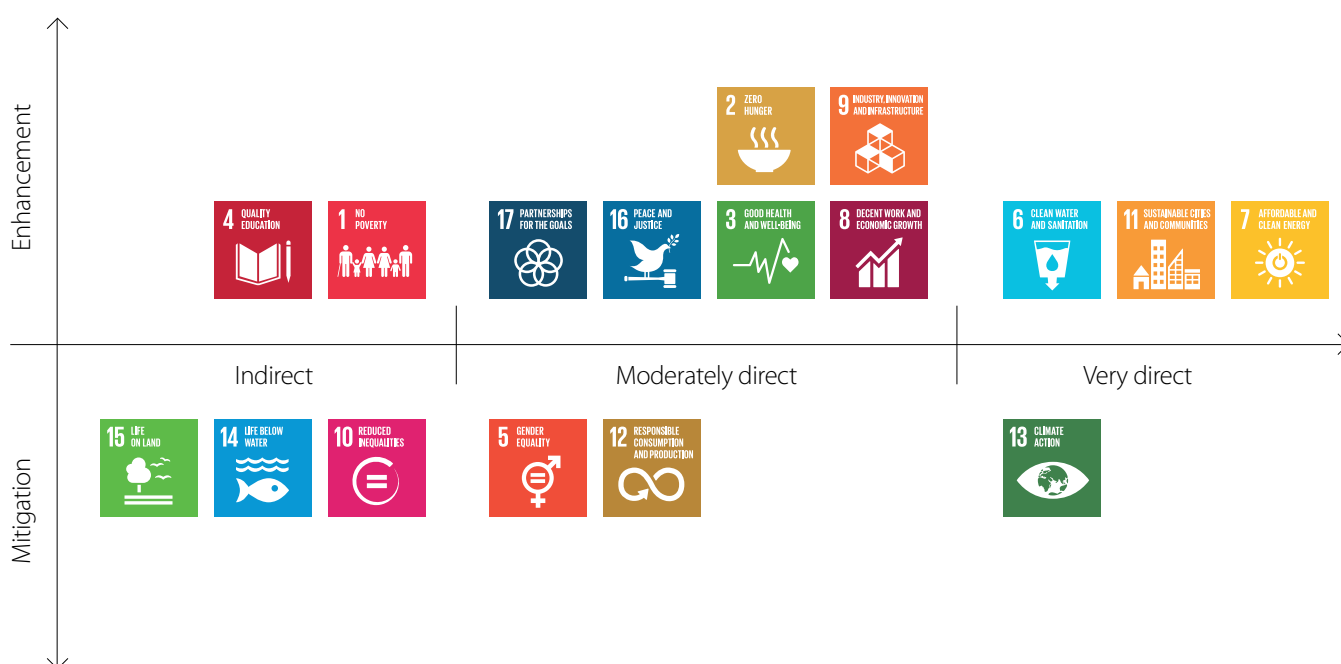 Enhancement
2 ZERO
HUNGER
9 INDUSTRY, INNOVATION
AND INFRASTRUCTURE
4 QUALITY
EDUCATION
1 NO
POVERTY
17 PARTNERSHIPS
FOR THE GOALS
16 PEACE AND
JUSTICE
3 GOOD HEALTH
AND WELL-BEING
8 DECENT WORK AND
ECONOMIC GROWTH
6 CLEAN WATER
AND SANITATION
11 SUSTAINABLE CITIES
AND COMMUNITIES
7 AFFORDABLE AND
CLEAN ENERGY
Indirect
Moderately direct
Very direct
Mitigation
15 LIFE
ON LAND
14 LIFE BELOW
WATER
10 REDUCED
INEQUALITIES
5 GENDER
EQUALITY
12 RESPONSIBLE
CONSUMPTION
AND PRODUCTION
13 CLIMATE
ACTION